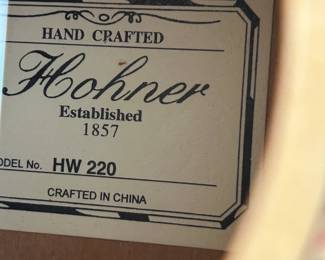 HAND CRAFTED
Hohner
Established
1857
ODEL No. HW 220
CRAFTED IN CHINA